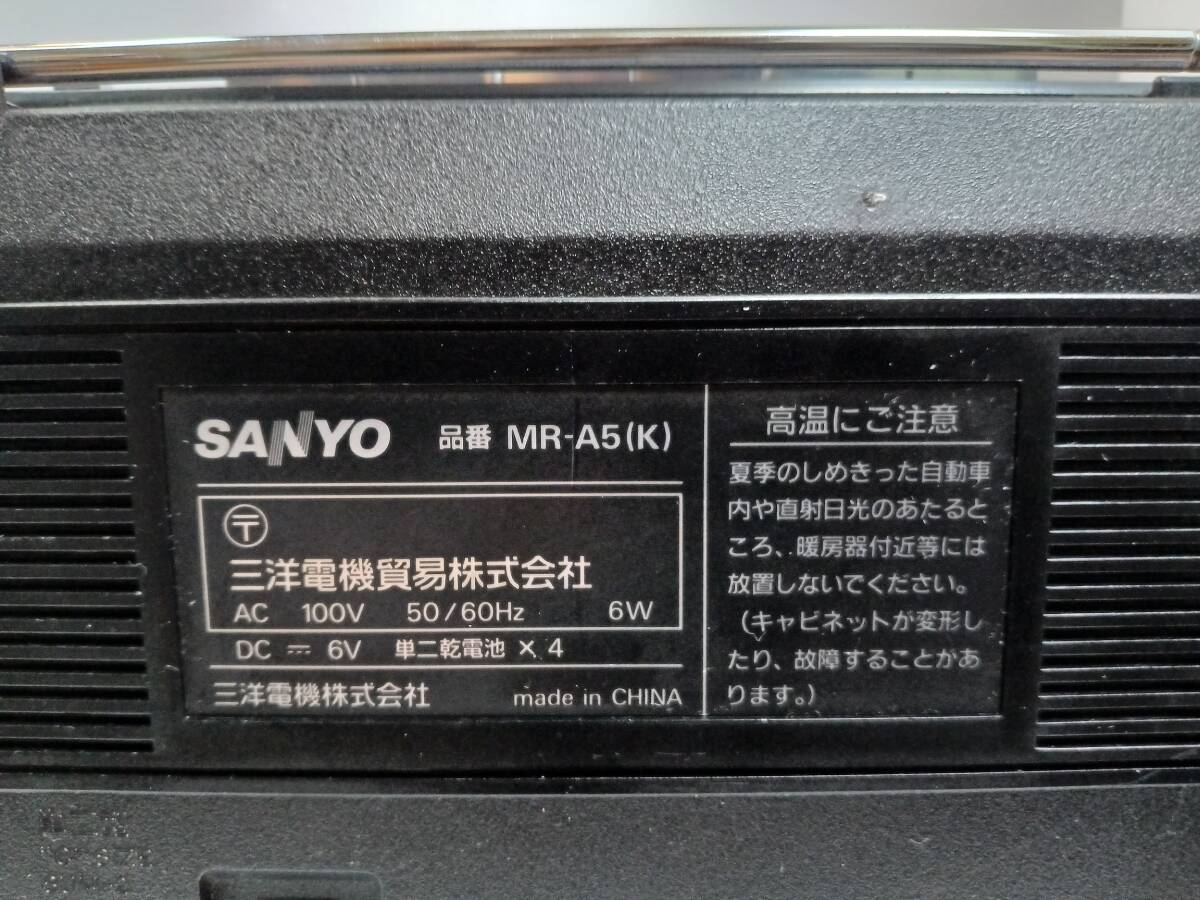 SANYO 品番 MR-A5(K)
〒
三洋電機貿易株式会社
AC 100V 50/60Hz 6W
DC ⎓ 6V 単二乾電池 × 4
三洋電機株式会社 made in CHINA
高温にご注意
夏季のしめきった自動車
内や直射日光のあたると
ころ、暖房器付近等には
放置しないでください。
(キャビネットが変形し
たり、故障することがあ
ります。)